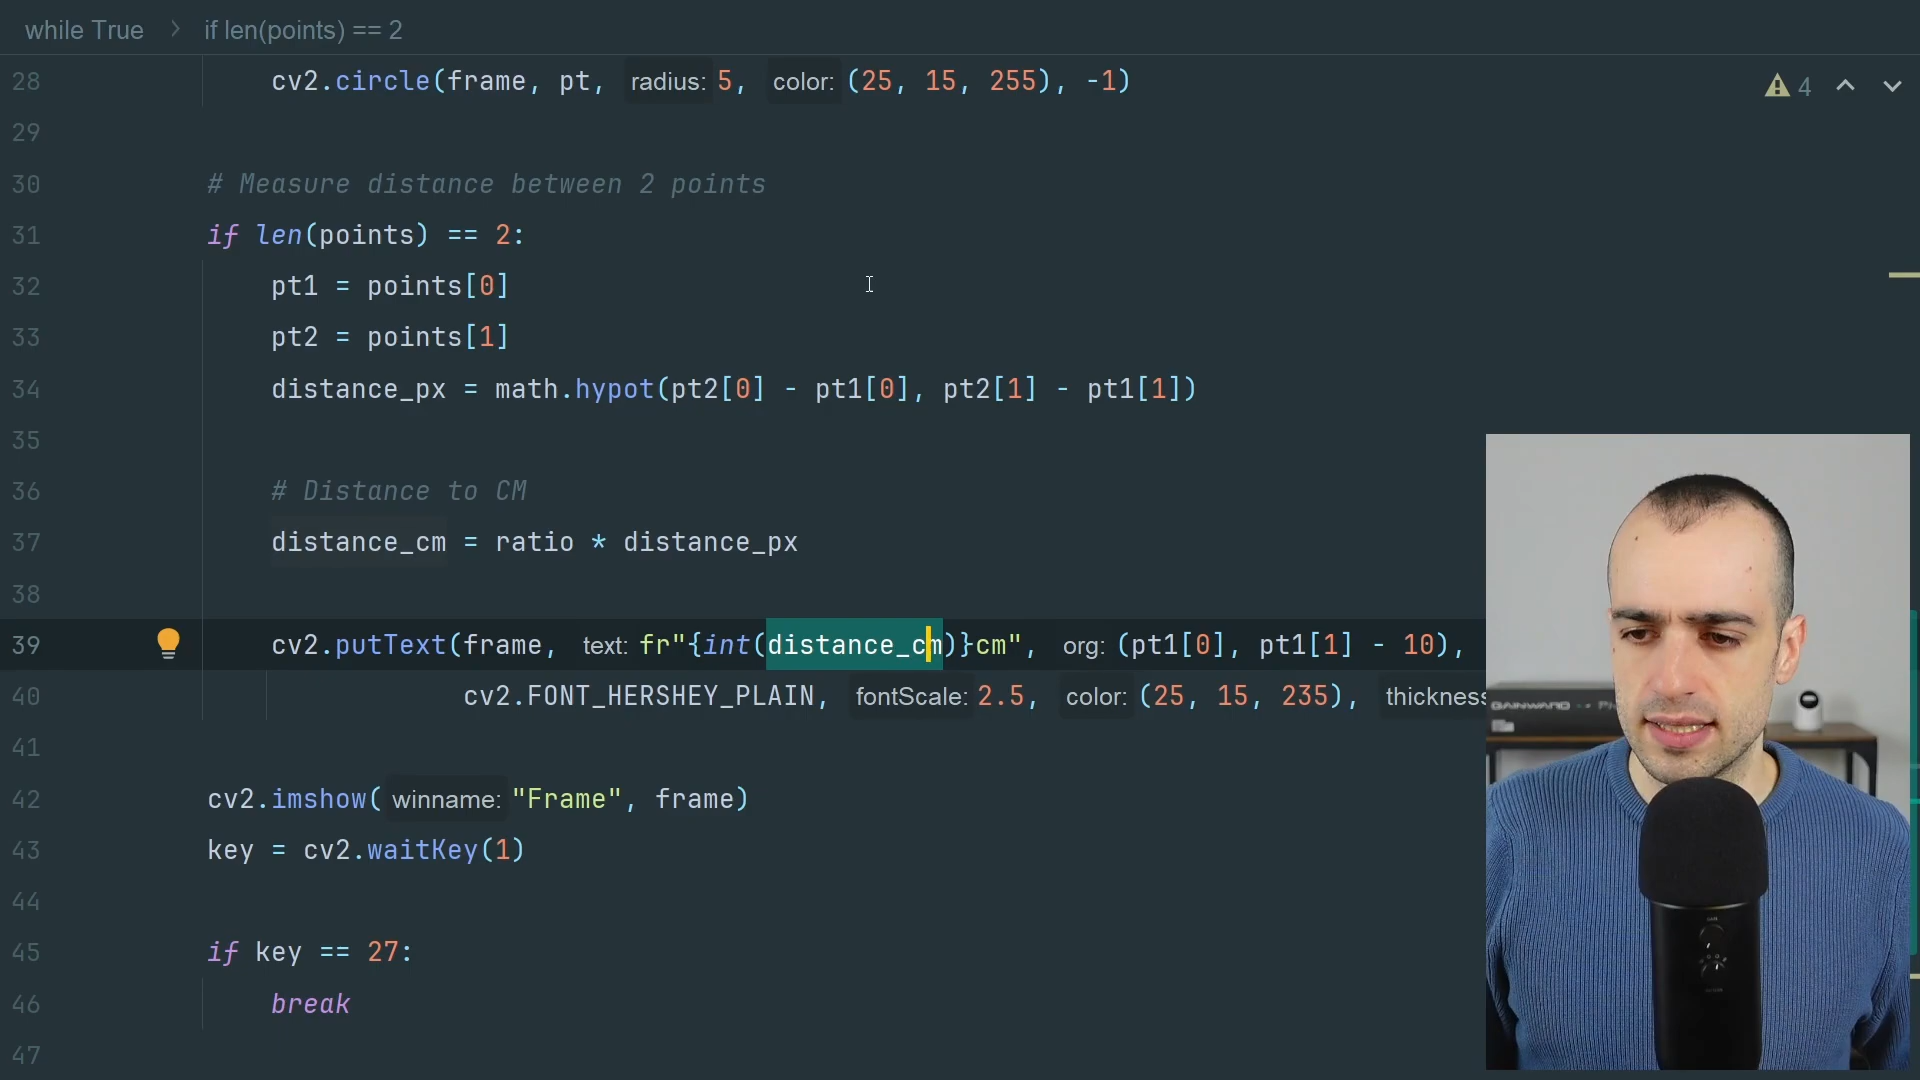 while True > if len(points) == 2
28 cv2.circle(frame, pt, radius: 5, color: (25, 15, 255), -1)
4
29
30 # Measure distance between 2 points
31 if len(points) == 2:
32 pt1 = points[0]
33 pt2 = points[1]
34 distance_px = math.hypot(pt2[0] - pt1[0], pt2[1] - pt1[1])
35
36 # Distance to CM
37 distance_cm = ratio * distance_px
38
39 cv2.putText(frame, text: fr"{int(distance_cm)}cm", org: (pt1[0], pt1[1] - 10),
40 cv2.FONT_HERSHEY_PLAIN, fontScale: 2.5, color: (25, 15, 235), thickness
GAINWARD
41
42 cv2.imshow( winname: "Frame", frame)
43 key = cv2.waitKey(1)
44
45 if key == 27:
46 break
47